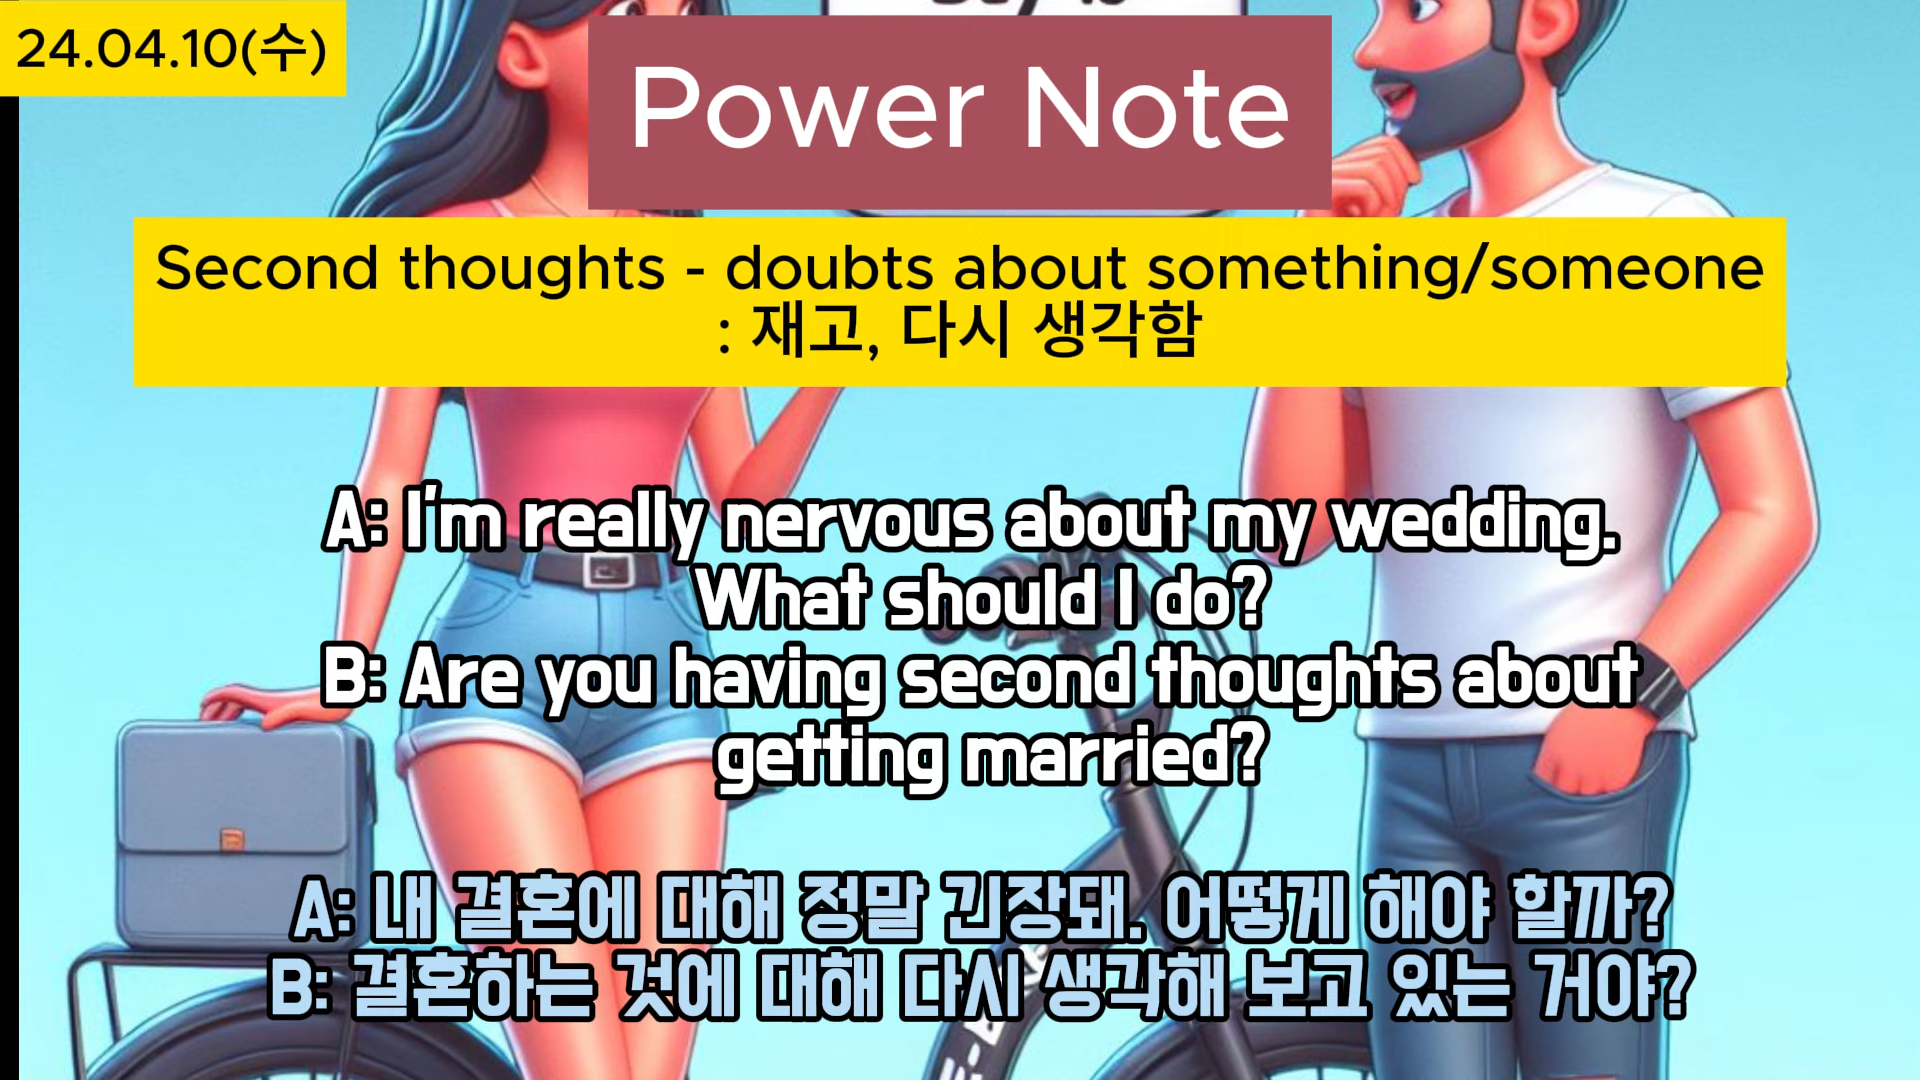 24.04.10(수)
Power Note
Second thoughts - doubts about something/someone
: 재고, 다시 생각함
A: I'm really nervous about my wedding.
What should I do?
B: Are you having second thoughts about
getting married?
A: 내 결혼에 대해 정말 긴장돼. 어떻게 해야 할까?
B: 결혼하는 것에 대해 다시 생각해 보고 있는 거야?